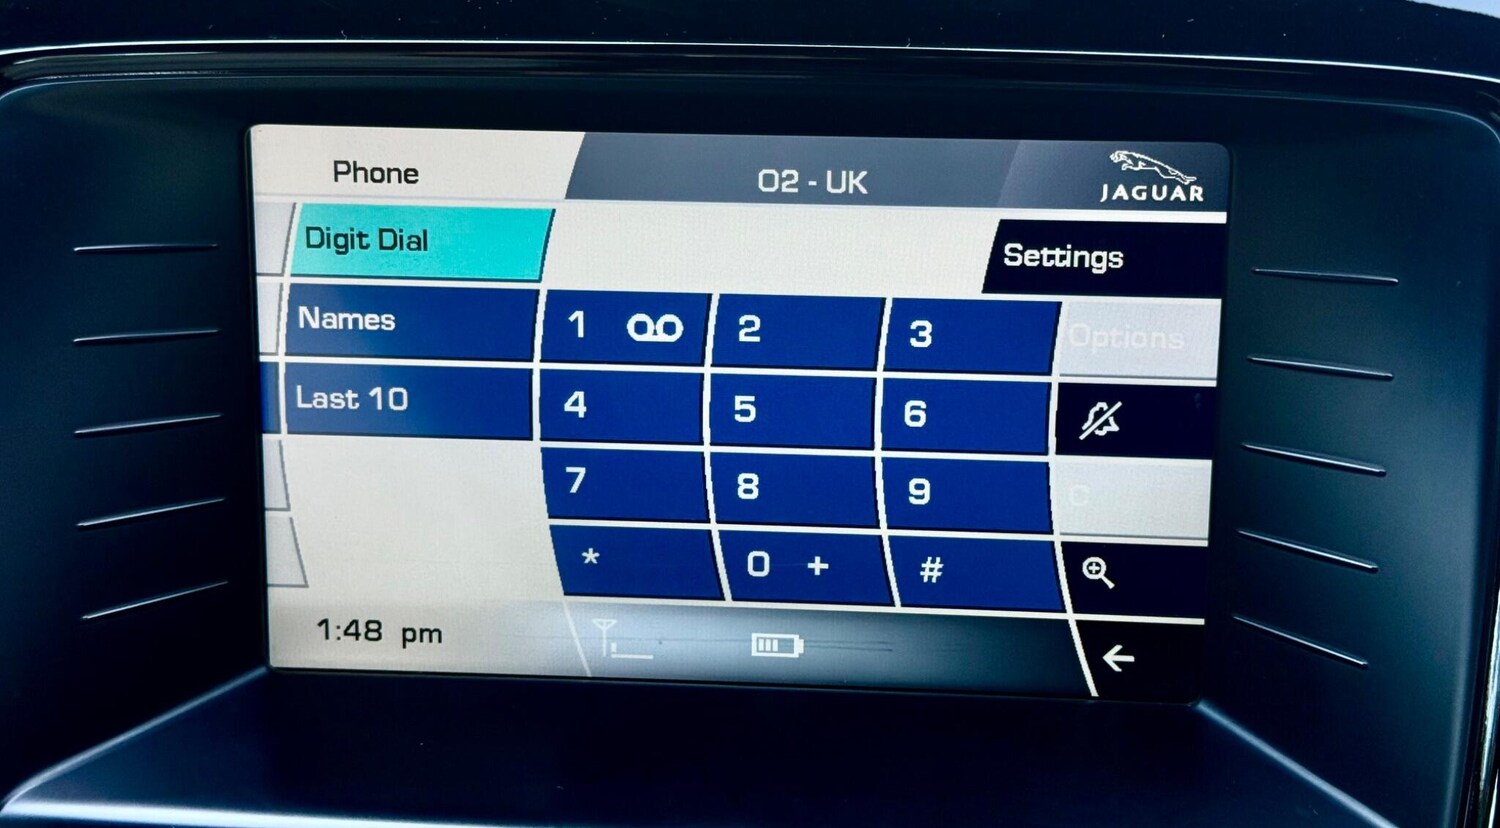 Phone
O2 - UK
JAGUAR
Digit Dial
Settings
Names
1
2
3
Options
Last 10
4
5
6
7
8
9
C
*
0 +
#
1:48 pm